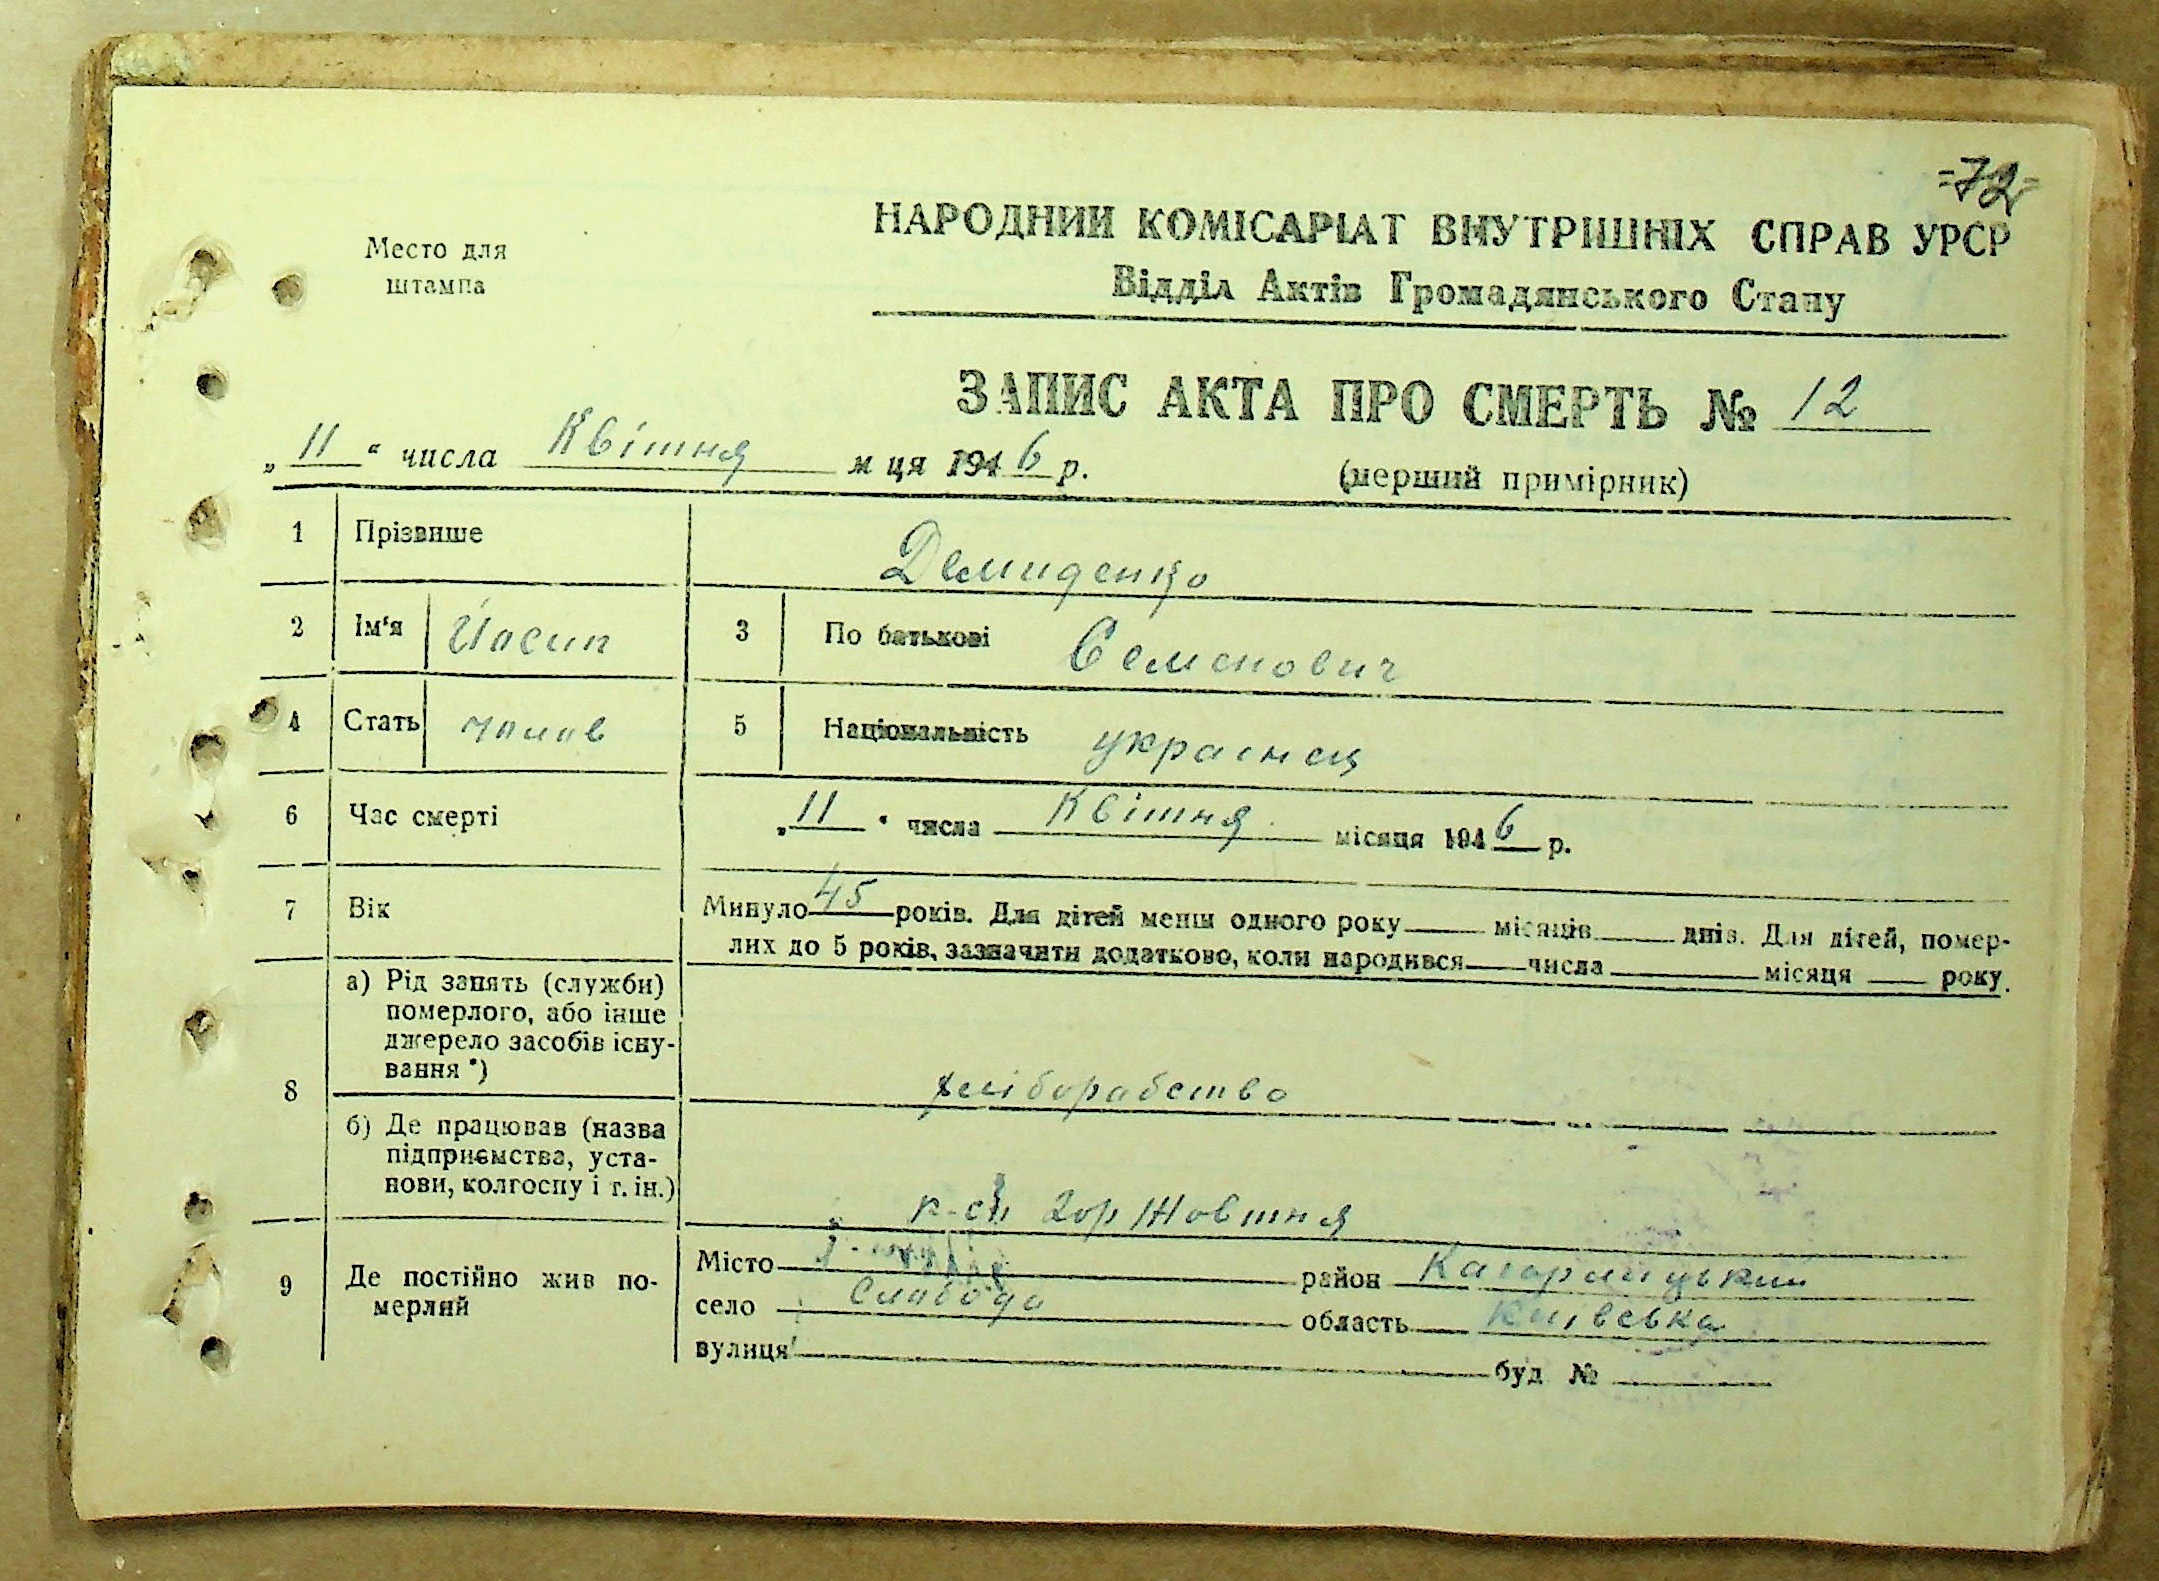 =72=
Место для
штампа
НАРОДНИЙ КОМІСАРІАТ ВНУТРІШНІХ СПРАВ УРСР
Відділ Актів Громадянського Стану
ЗАПИС АКТА ПРО СМЕРТЬ № 12
„11“ числа Квітня м ця 1946 р.
(перший примірник)
1 Прізвище Демиденко
2 Ім‘я Йосип 3 По батькові Семенович
4 Стать чолов 5 Національність украінец
6 Час смерті „11“ числа Квітня місяця 1946 р.
7 Вік Минуло 45 років. Для дітей менш одного року місяців днів. Для дітей, помер-
лих до 5 років, зазначити додатково, коли народився числа місяця року.
8 а) Рід занять (служби)
померлого, або інше
джерело засобів існу-
вання *)
хліборабство
б) Де працював (назва
підприємства, уста-
нови, колгоспу і т. ін.)
Жовтня
9 Де постійно жив по-
мерлий
Місто район Кагарлицький
село Слабода область Київська
вулиця буд №